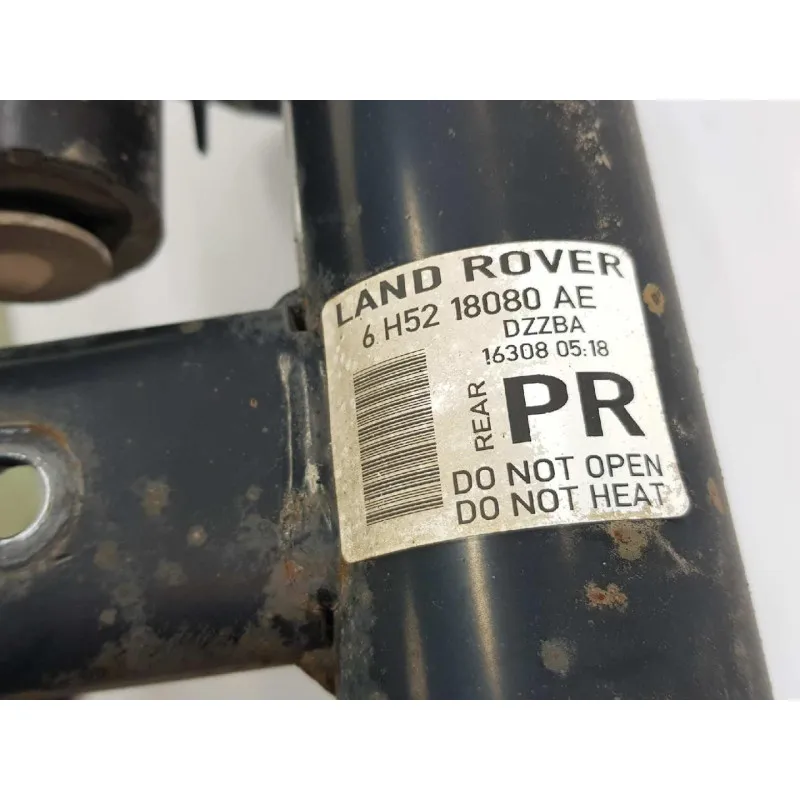 LAND ROVER
6 H52 18080 AE
DZZBA
16308 05:18
REAR
PR
DO NOT OPEN
DO NOT HEAT